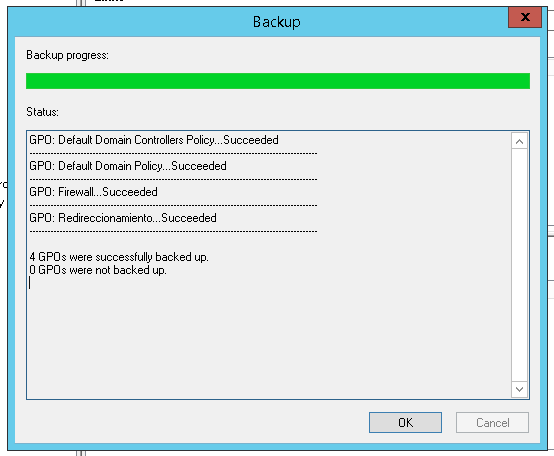 Backup
x
Backup progress:
Status:
GPO: Default Domain Controllers Policy...Succeeded
--------------------------------------------------------------------------------
GPO: Default Domain Policy...Succeeded
--------------------------------------------------------------------------------
GPO: Firewall...Succeeded
--------------------------------------------------------------------------------
GPO: Redireccionamiento...Succeeded
--------------------------------------------------------------------------------
4 GPOs were successfully backed up.
0 GPOs were not backed up.
OK
Cancel